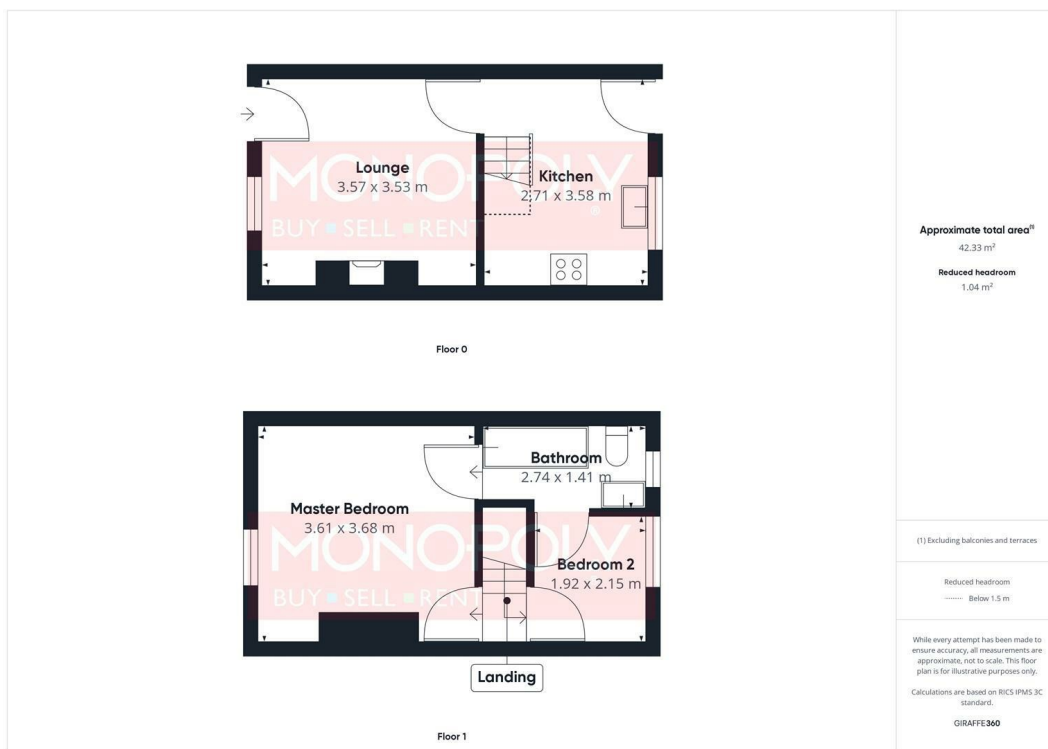 Lounge
3.57 x 3.53 m
Kitchen
2.71 x 3.58 m
MONOPOLY
®
BUY SELL RENT
Floor 0
Bathroom
2.74 x 1.41 m
Master Bedroom
3.61 x 3.68 m
MONOPOLY
Bedroom 2
1.92 x 2.15 m
BUY SELL RENT
Landing
Floor 1
Approximate total area(1)
42.33 m²
Reduced headroom
1.04 m²
(1) Excluding balconies and terraces
Reduced headroom
Below 1.5 m
While every attempt has been made to
ensure accuracy, all measurements are
approximate, not to scale. This floor
plan is for illustrative purposes only.
Calculations are based on RICS IPMS 3C
standard.
GIRAFFE360